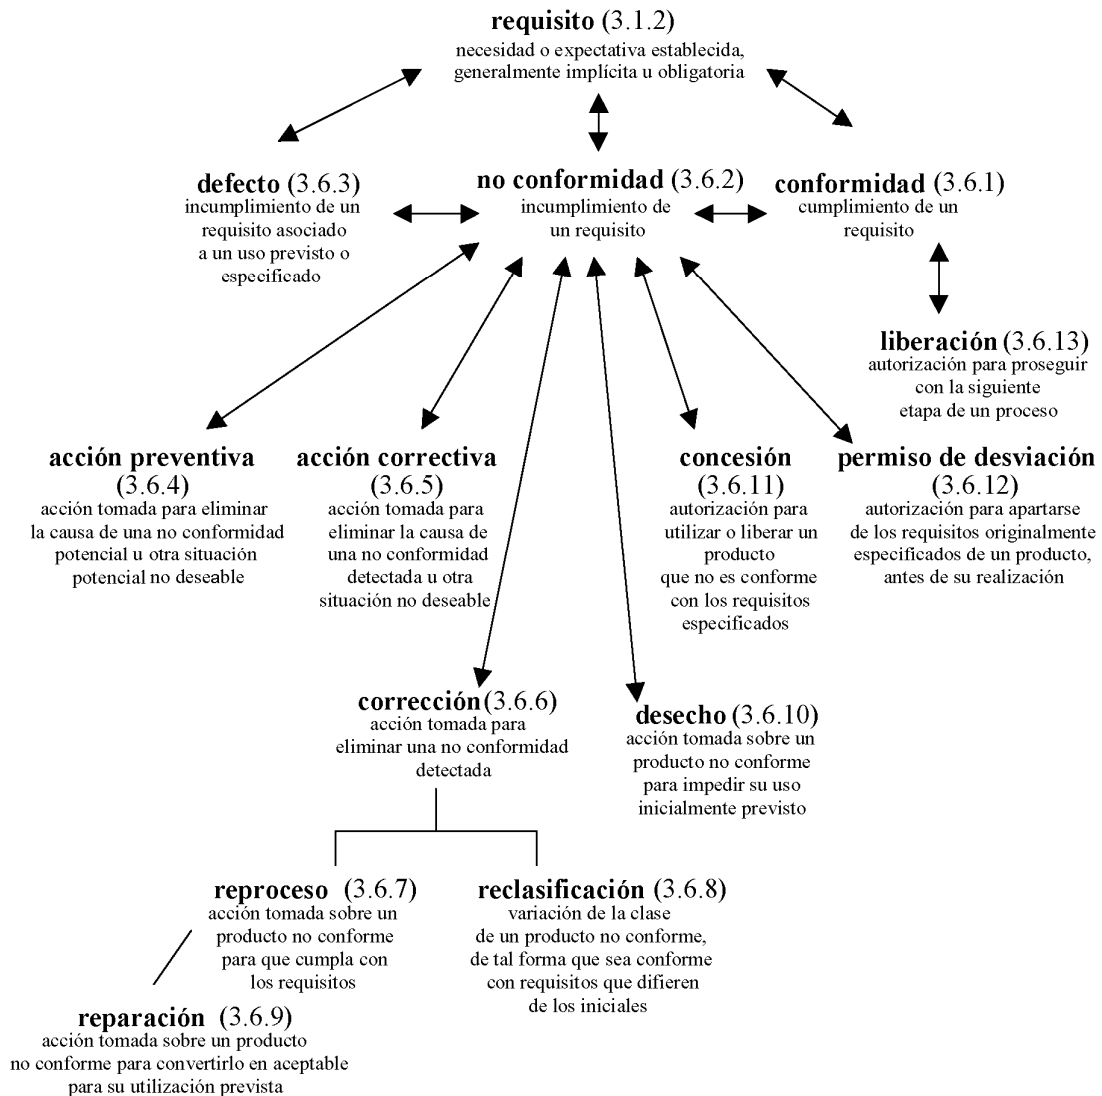 requisito (3.1.2)
necesidad o expectativa establecida,
generalmente implícita u obligatoria
defecto (3.6.3)
incumplimiento de un
requisito asociado
a un uso previsto o
especificado
no conformidad (3.6.2)
incumplimiento de
un requisito
conformidad (3.6.1)
cumplimiento de un
requisito
liberación (3.6.13)
autorización para proseguir
con la siguiente
etapa de un proceso
acción preventiva
(3.6.4)
acción tomada para eliminar
la causa de una no conformidad
potencial u otra situación
potencial no deseable
acción correctiva
(3.6.5)
acción tomada para
eliminar la causa de
una no conformidad
detectada u otra
situación no deseable
concesión
(3.6.11)
autorización para
utilizar o liberar un
producto
que no es conforme
con los requisitos
especificados
permiso de desviación
(3.6.12)
autorización para apartarse
de los requisitos originalmente
especificados de un producto,
antes de su realización
corrección (3.6.6)
acción tomada para
eliminar una no conformidad
detectada
desecho (3.6.10)
acción tomada sobre un
producto no conforme
para impedir su uso
inicialmente previsto
reproceso (3.6.7)
acción tomada sobre un
producto no conforme
para que cumpla con
los requisitos
reclasificación (3.6.8)
variación de la clase
de un producto no conforme,
de tal forma que sea conforme
con requisitos que difieren
de los iniciales
reparación (3.6.9)
acción tomada sobre un producto
no conforme para convertirlo en aceptable
para su utilización prevista